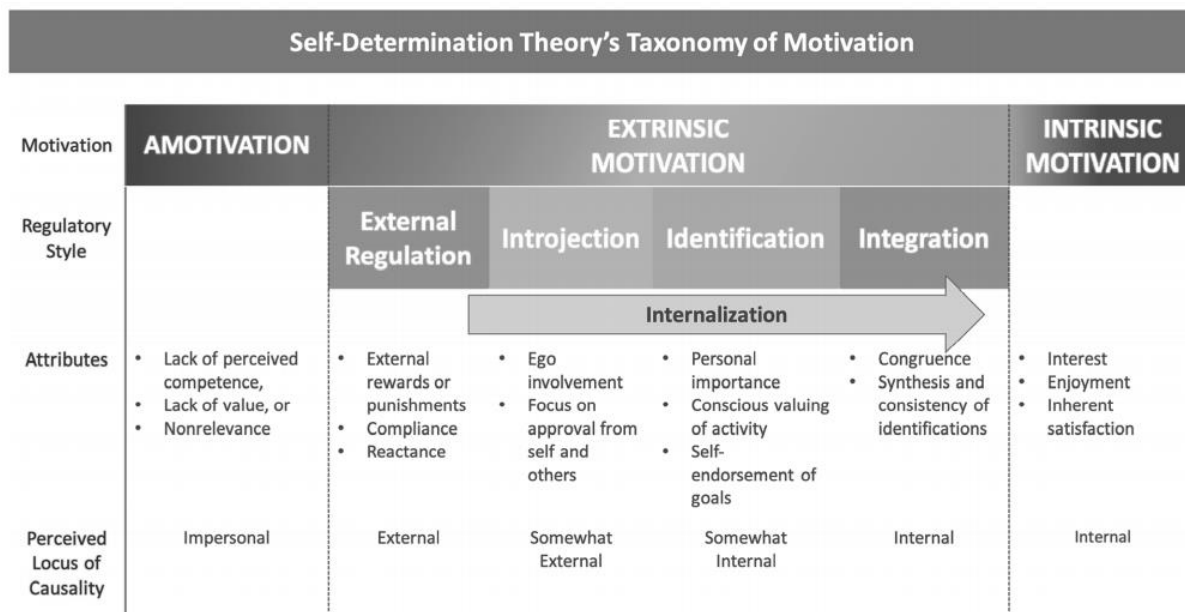 Self-Determination Theory's Taxonomy of Motivation
Motivation
AMOTIVATION
EXTRINSIC
MOTIVATION
INTRINSIC
MOTIVATION
Regulatory
Style
External
Regulation
Introjection
Identification
Integration
Internalization
Attributes
• Lack of perceived
competence,
• Lack of value, or
• Nonrelevance
• External
rewards or
punishments
• Compliance
• Reactance
• Ego
involvement
• Focus on
approval from
self and
others
• Personal
importance
• Conscious valuing
of activity
• Self-
endorsement of
goals
• Congruence
• Synthesis and
consistency of
identifications
• Interest
• Enjoyment
• Inherent
satisfaction
Perceived
Locus of
Causality
Impersonal
External
Somewhat
External
Somewhat
Internal
Internal
Internal